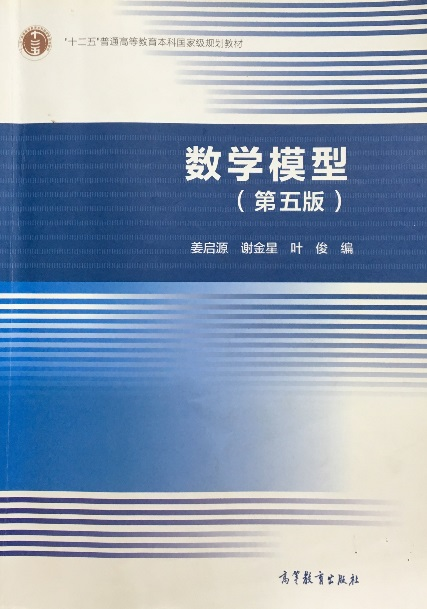 "十二五"普通高等教育本科国家级规划教材
数学模型
（第五版）
姜启源 谢金星 叶 俊 编
高等教育出版社